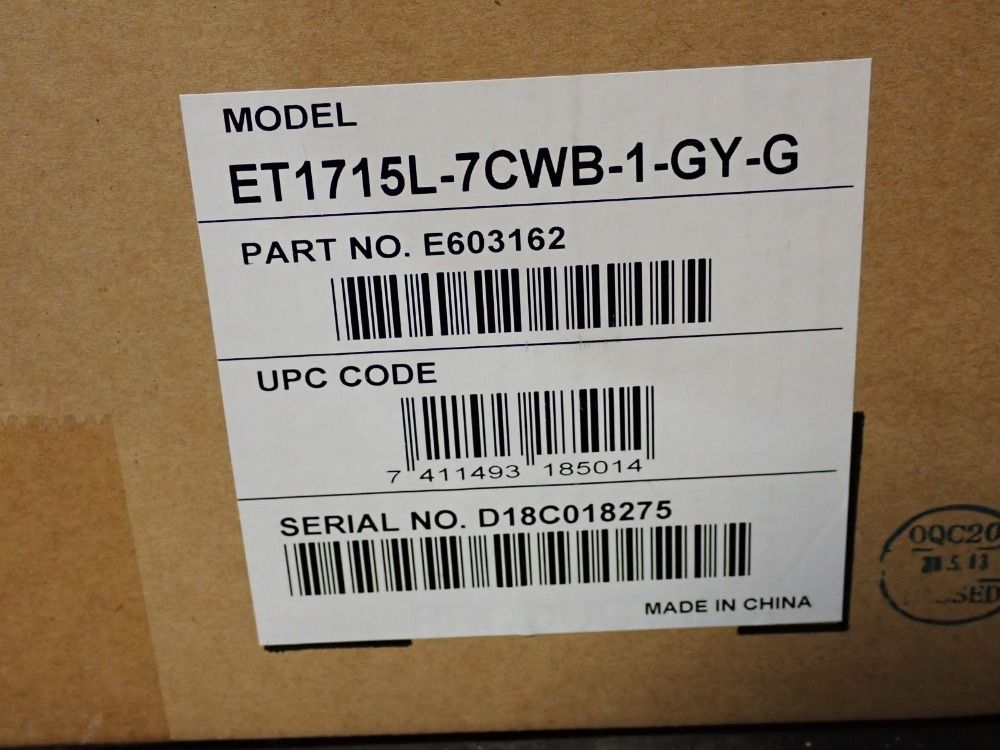 MODEL
ET1715L-7CWB-1-GY-G
PART NO. E603162
UPC CODE
7 411493 185014
SERIAL NO. D18C018275
MADE IN CHINA
OQC20